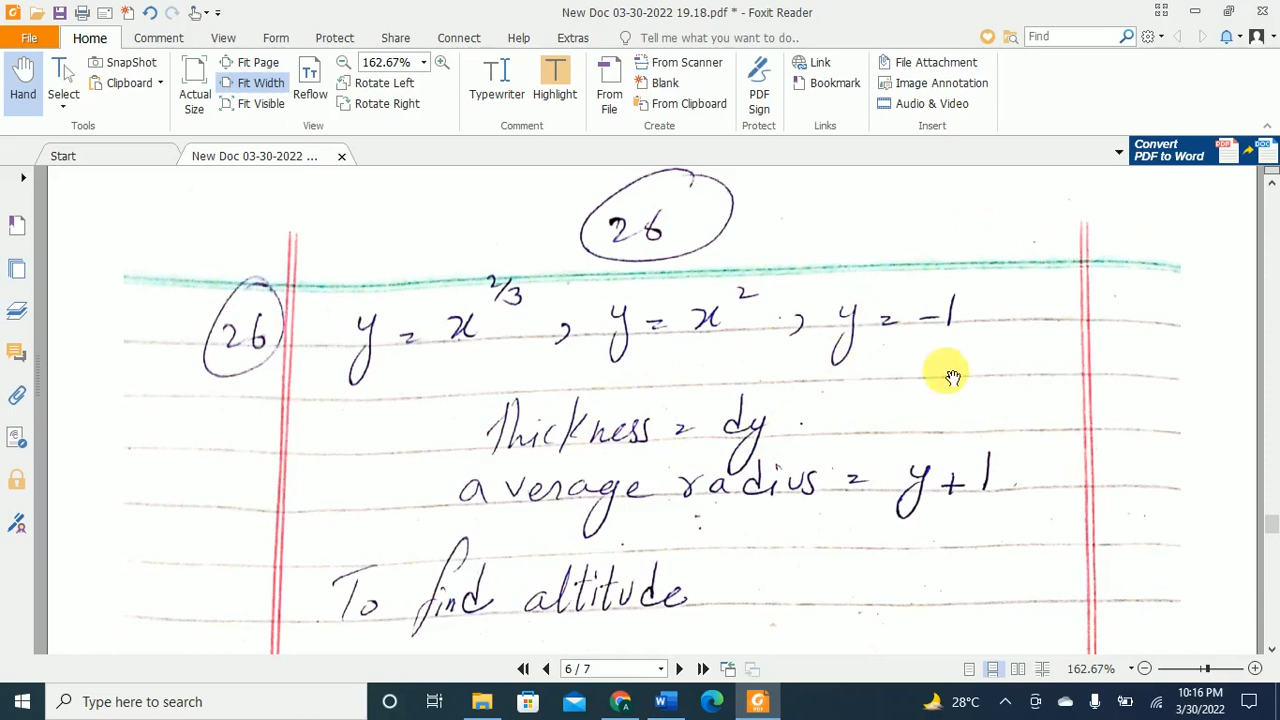 New Doc 03-30-2022 19.18.pdf * - Foxit Reader
File Home Comment View Form Protect Share Connect Help Extras Tell me what you want to do.. Find
Hand
Select
SnapShot
Clipboard
Tools
Actual Size
Fit Page
Fit Width
Fit Visible
Reflow
162.67%
Rotate Left
Rotate Right
View
Typewriter
Highlight
Comment
From File
From Scanner
Blank
From Clipboard
Create
PDF Sign
Protect
Link
Bookmark
Links
File Attachment
Image Annotation
Audio & Video
Insert
Start New Doc 03-30-2022 ... Convert PDF to Word
26
26 y = x^2/3 , y = x^2 , y = -1
thickness = dy.
average radius = y+1
To find altitude
6 / 7 162.67%
Type here to search 28°C 10:16 PM
3/30/2022